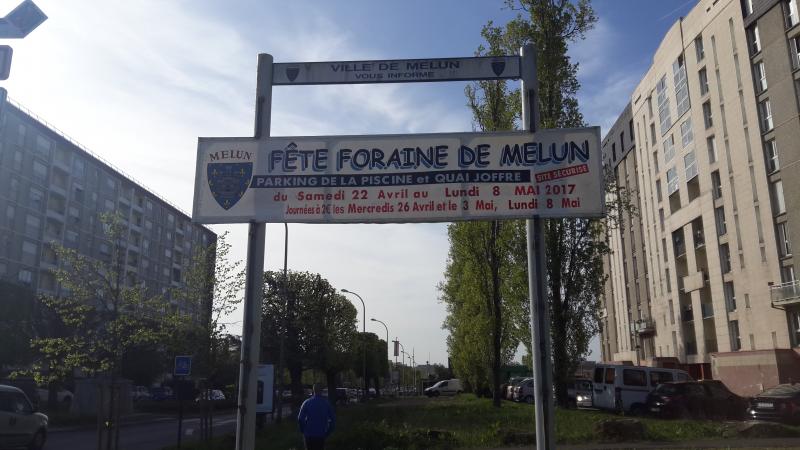 VILLE DE MELUN
VOUS INFORME
MELUN
FÊTE FORAINE DE MELUN
PARKING DE LA PISCINE et QUAI JOFFRE
SITE SÉCURISÉ
du Samedi 22 Avril au Lundi 8 MAI 2017
Journées à 2€ les Mercredis 26 Avril et le 3 Mai, Lundi 8 Mai